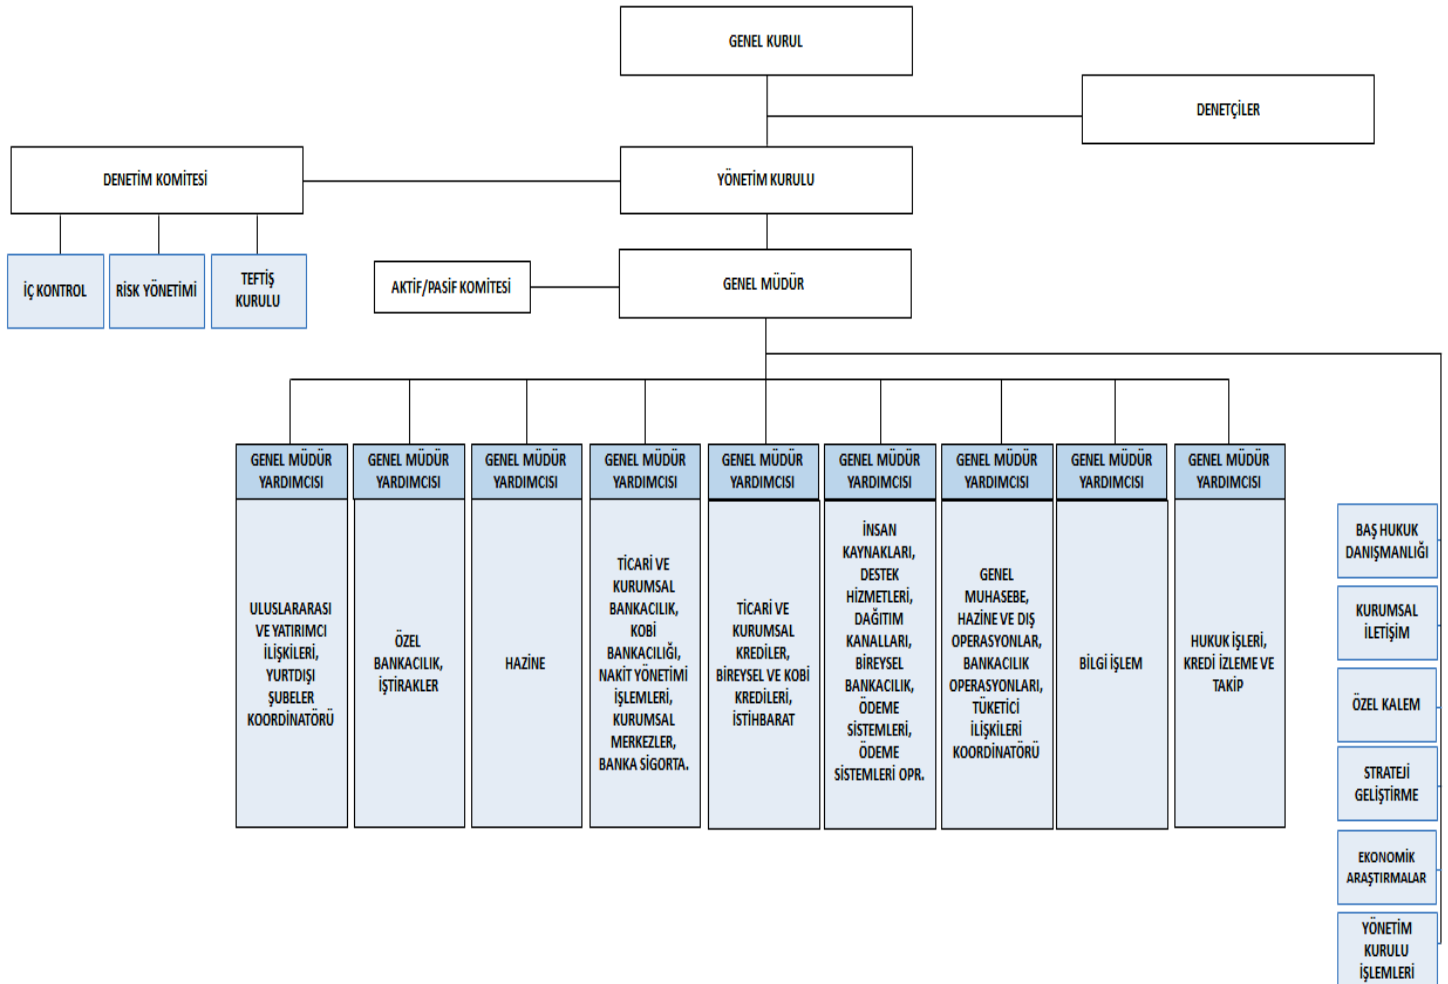 GENEL KURUL
DENETÇİLER
DENETİM KOMİTESİ
YÖNETİM KURULU
İÇ KONTROL
RISK YÖNETİMİ
TEFTİŞ
KURULU
AKTİF/PASİF KOMİTESİ
GENEL MÜDÜR
GENEL MÜDÜR
YARDIMCISI
ULUSLARARASI
VE YATIRIMCI
İLİŞKİLERİ,
YURTDIŞI
ŞUBELER
KOORDİNATÖRÜ
GENEL MÜDÜR
YARDIMCISI
ÖZEL
BANKACILIK,
İŞTİRAKLER
GENEL MÜDÜR
YARDIMCISI
HAZİNE
GENEL MÜDÜR
YARDIMCISI
TİCARİ VE
KURUMSAL
BANKACILIK,
KOBİ
BANKACILIĞI,
NAKİT YÖNETİMİ
İŞLEMLERİ,
KURUMSAL
MERKEZLER,
BANKA SİGORTA.
GENEL MÜDÜR
YARDIMCISI
TİCARİ VE
KURUMSAL
KREDİLER,
BİREYSEL VE KOBİ
KREDİLERİ,
İSTİHBARAT
GENEL MÜDÜR
YARDIMCISI
İNSAN
KAYNAKLARI,
DESTEK
HİZMETLERİ,
DAĞITIM
KANALLARI,
BİREYSEL
BANKACILIK,
ÖDEME
SİSTEMLERİ,
ÖDEME
SİSTEMLERİ OPR.
GENEL MÜDÜR
YARDIMCISI
GENEL
MUHASEBE,
HAZİNE VE DIŞ
OPERASYONLAR,
BANKACILIK
OPERASYONLARI,
TÜKETİCİ
İLİŞKİLERİ
KOORDİNATÖRÜ
GENEL MÜDÜR
YARDIMCISI
BİLGİ İŞLEM
GENEL MÜDÜR
YARDIMCISI
HUKUK İŞLERİ,
KREDİ İZLEME VE
TAKİP
BAŞ HUKUK
DANIŞMANLIĞI
KURUMSAL
İLETİŞİM
ÖZEL KALEM
STRATEJİ
GELİŞTİRME
EKONOMİK
ARAŞTIRMALAR
YÖNETİM
KURULU
İŞLEMLERİ